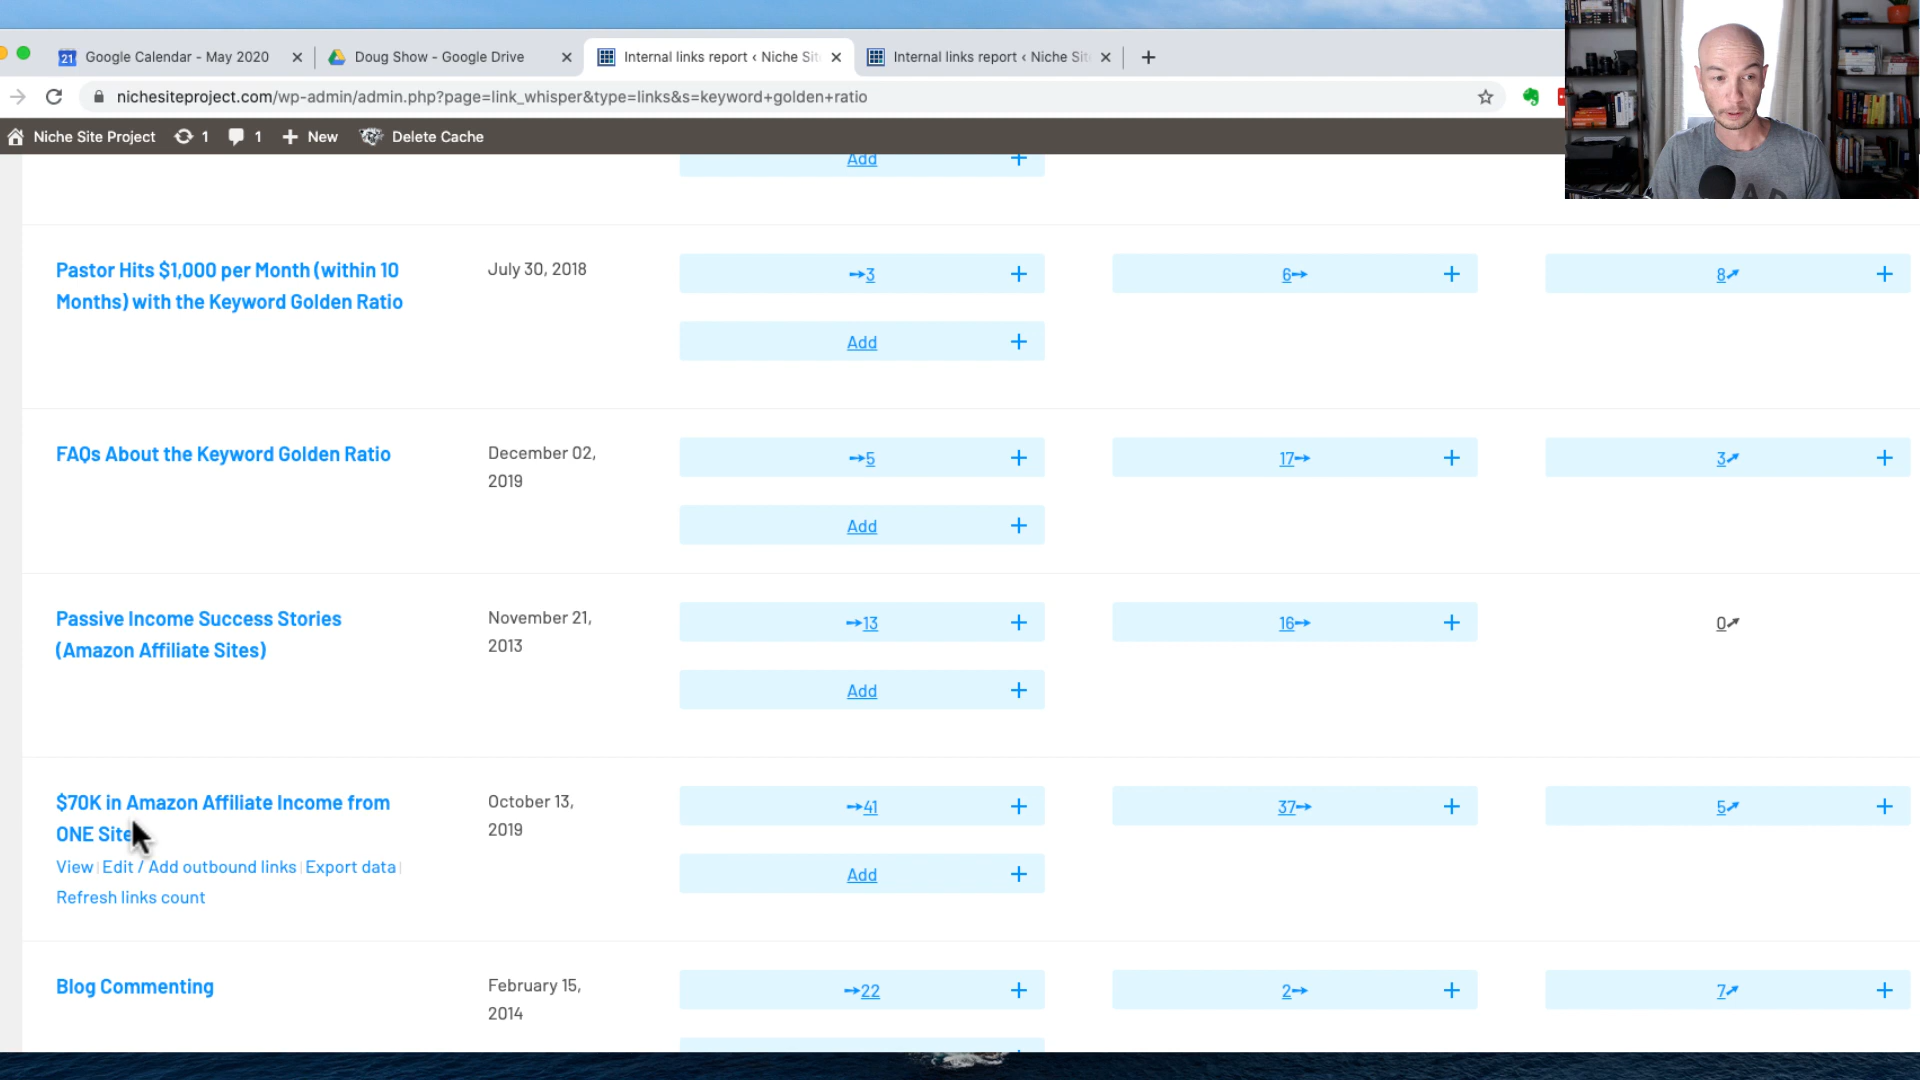 21 Google Calendar - May 2020
Doug Show - Google Drive
Internal links report ‹ Niche Sit
Internal links report ‹ Niche Sit
nichesiteproject.com/wp-admin/admin.php?page=link_whisper&type=links&s=keyword+golden+ratio
Niche Site Project 1 1 + New Delete Cache
Add +
Pastor Hits $1,000 per Month (within 10
Months) with the Keyword Golden Ratio
July 30, 2018
3 + 6 + 8 +
Add +
FAQs About the Keyword Golden Ratio
December 02,
2019
5 + 17 + 3 +
Add +
Passive Income Success Stories
(Amazon Affiliate Sites)
November 21,
2013
13 + 16 + 0
Add +
$70K in Amazon Affiliate Income from
ONE Site
October 13,
2019
41 + 37 + 5 +
Add +
View | Edit / Add outbound links | Export data |
Refresh links count
Blog Commenting
February 15,
2014
22 + 2 + 7 +